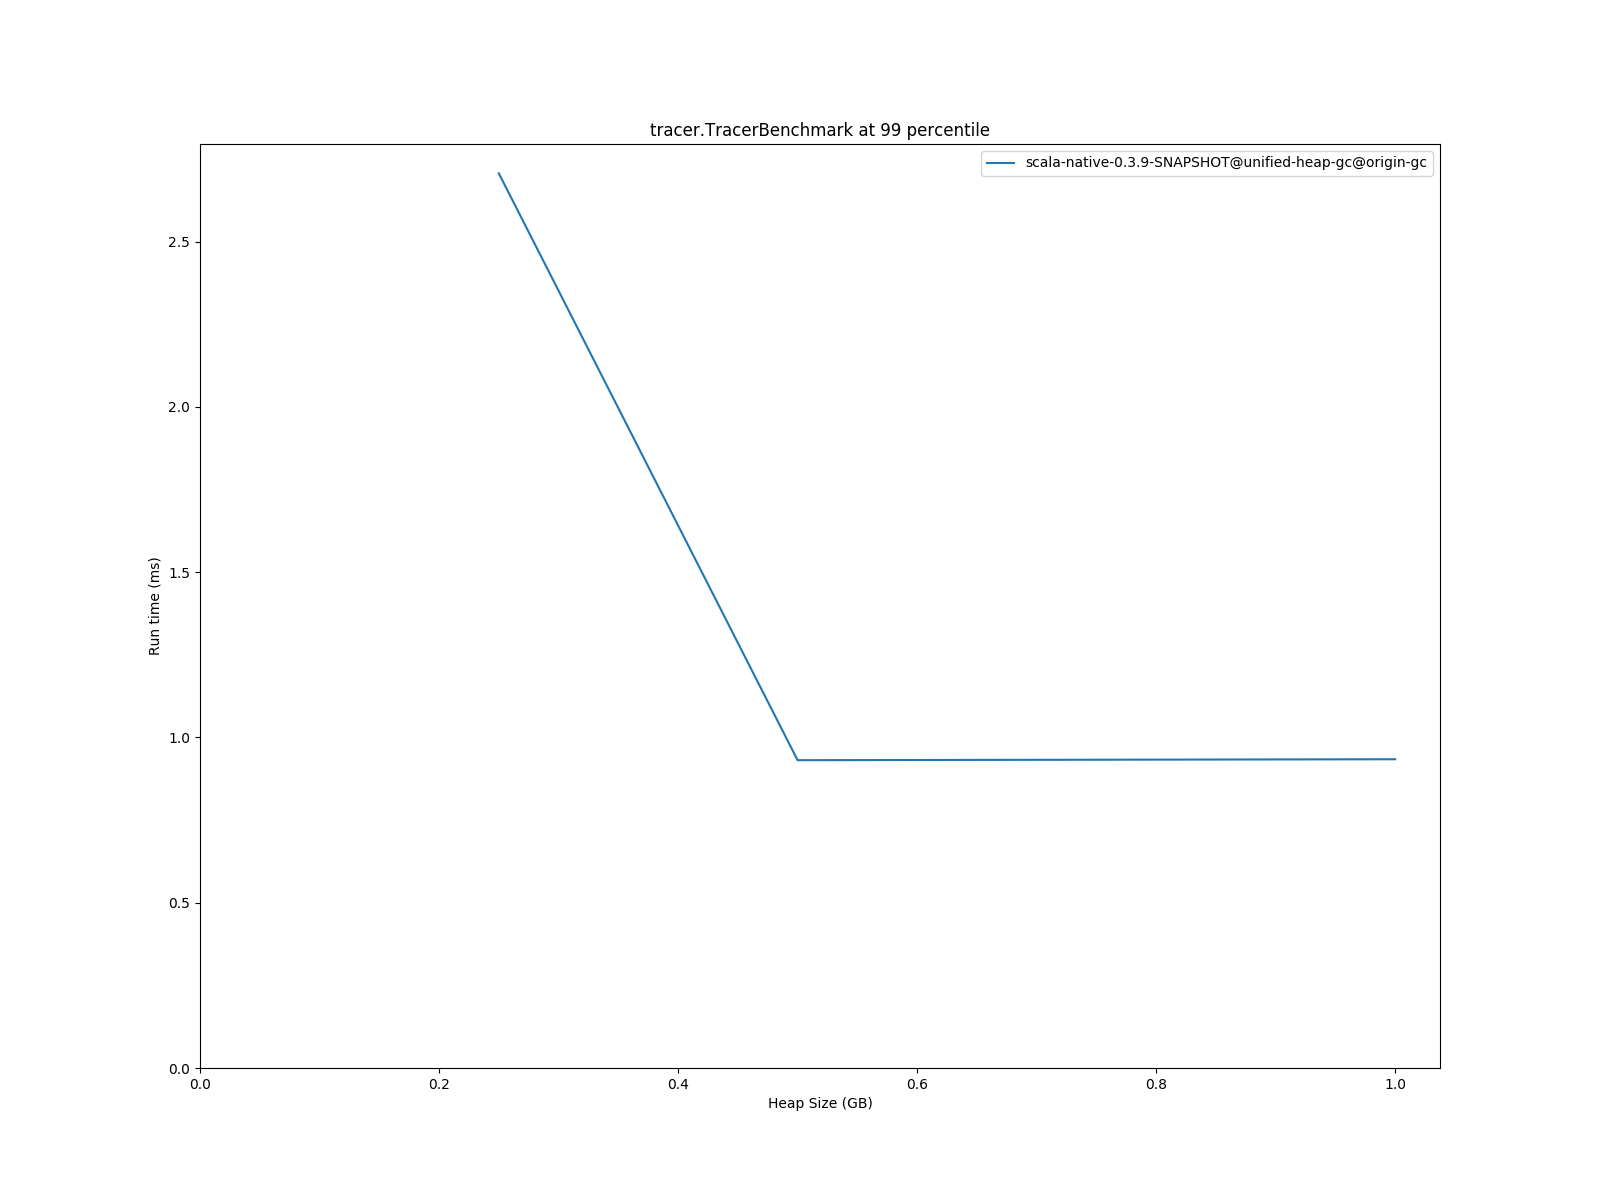 tracer.TracerBenchmark at 99 percentile
scala-native-0.3.9-SNAPSHOT@unified-heap-gc@origin-gc
2.5
2.0
1.5
1.0
0.5
0.0
Run time (ms)
0.0 0.2 0.4 0.6 0.8 1.0
Heap Size (GB)